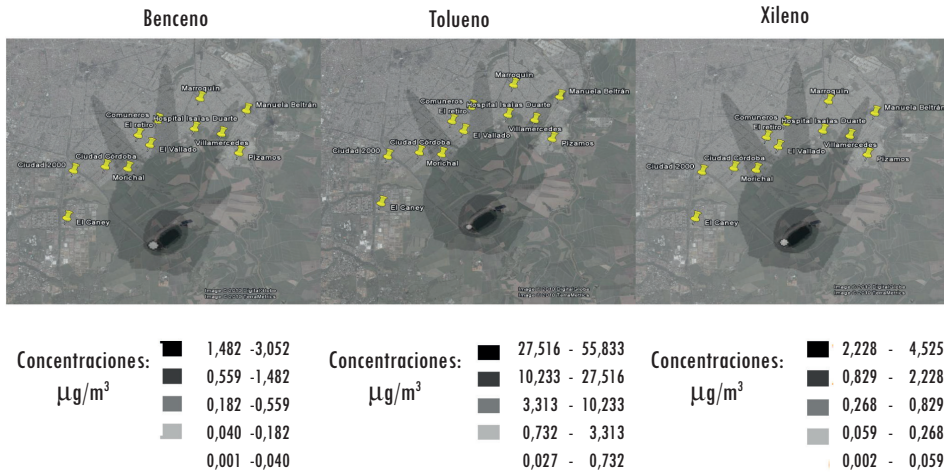 Benceno
Marroquín
Manuela Beltrán
Comuneros
Hospital Isaías Duarte
El retiro
Villamercedes
El Vallado
Ciudad 2000
Ciudad Córdoba
Pízamos
Morichal
El Caney
Tolueno
Marroquín
Manuela Beltrán
Comuneros
Hospital Isaías Duarte
El retiro
Villamercedes
El Vallado
Ciudad 2000
Ciudad Córdoba
Pízamos
Morichal
El Caney
Xileno
Marroquín
Manuela Beltrán
Comuneros
Hospital Isaías Duarte
El retiro
Villamercedes
El Vallado
Ciudad 2000
Ciudad Córdoba
Pízamos
Morichal
El Caney
Concentraciones:
μg/m³
1,482 -3,052
0,559 -1,482
0,182 -0,559
0,040 -0,182
0,001 -0,040
Concentraciones:
μg/m³
27,516 - 55,833
10,233 - 27,516
3,313 - 10,233
0,732 - 3,313
0,027 - 0,732
Concentraciones:
μg/m³
2,228 - 4,525
0,829 - 2,228
0,268 - 0,829
0,059 - 0,268
0,002 - 0,059